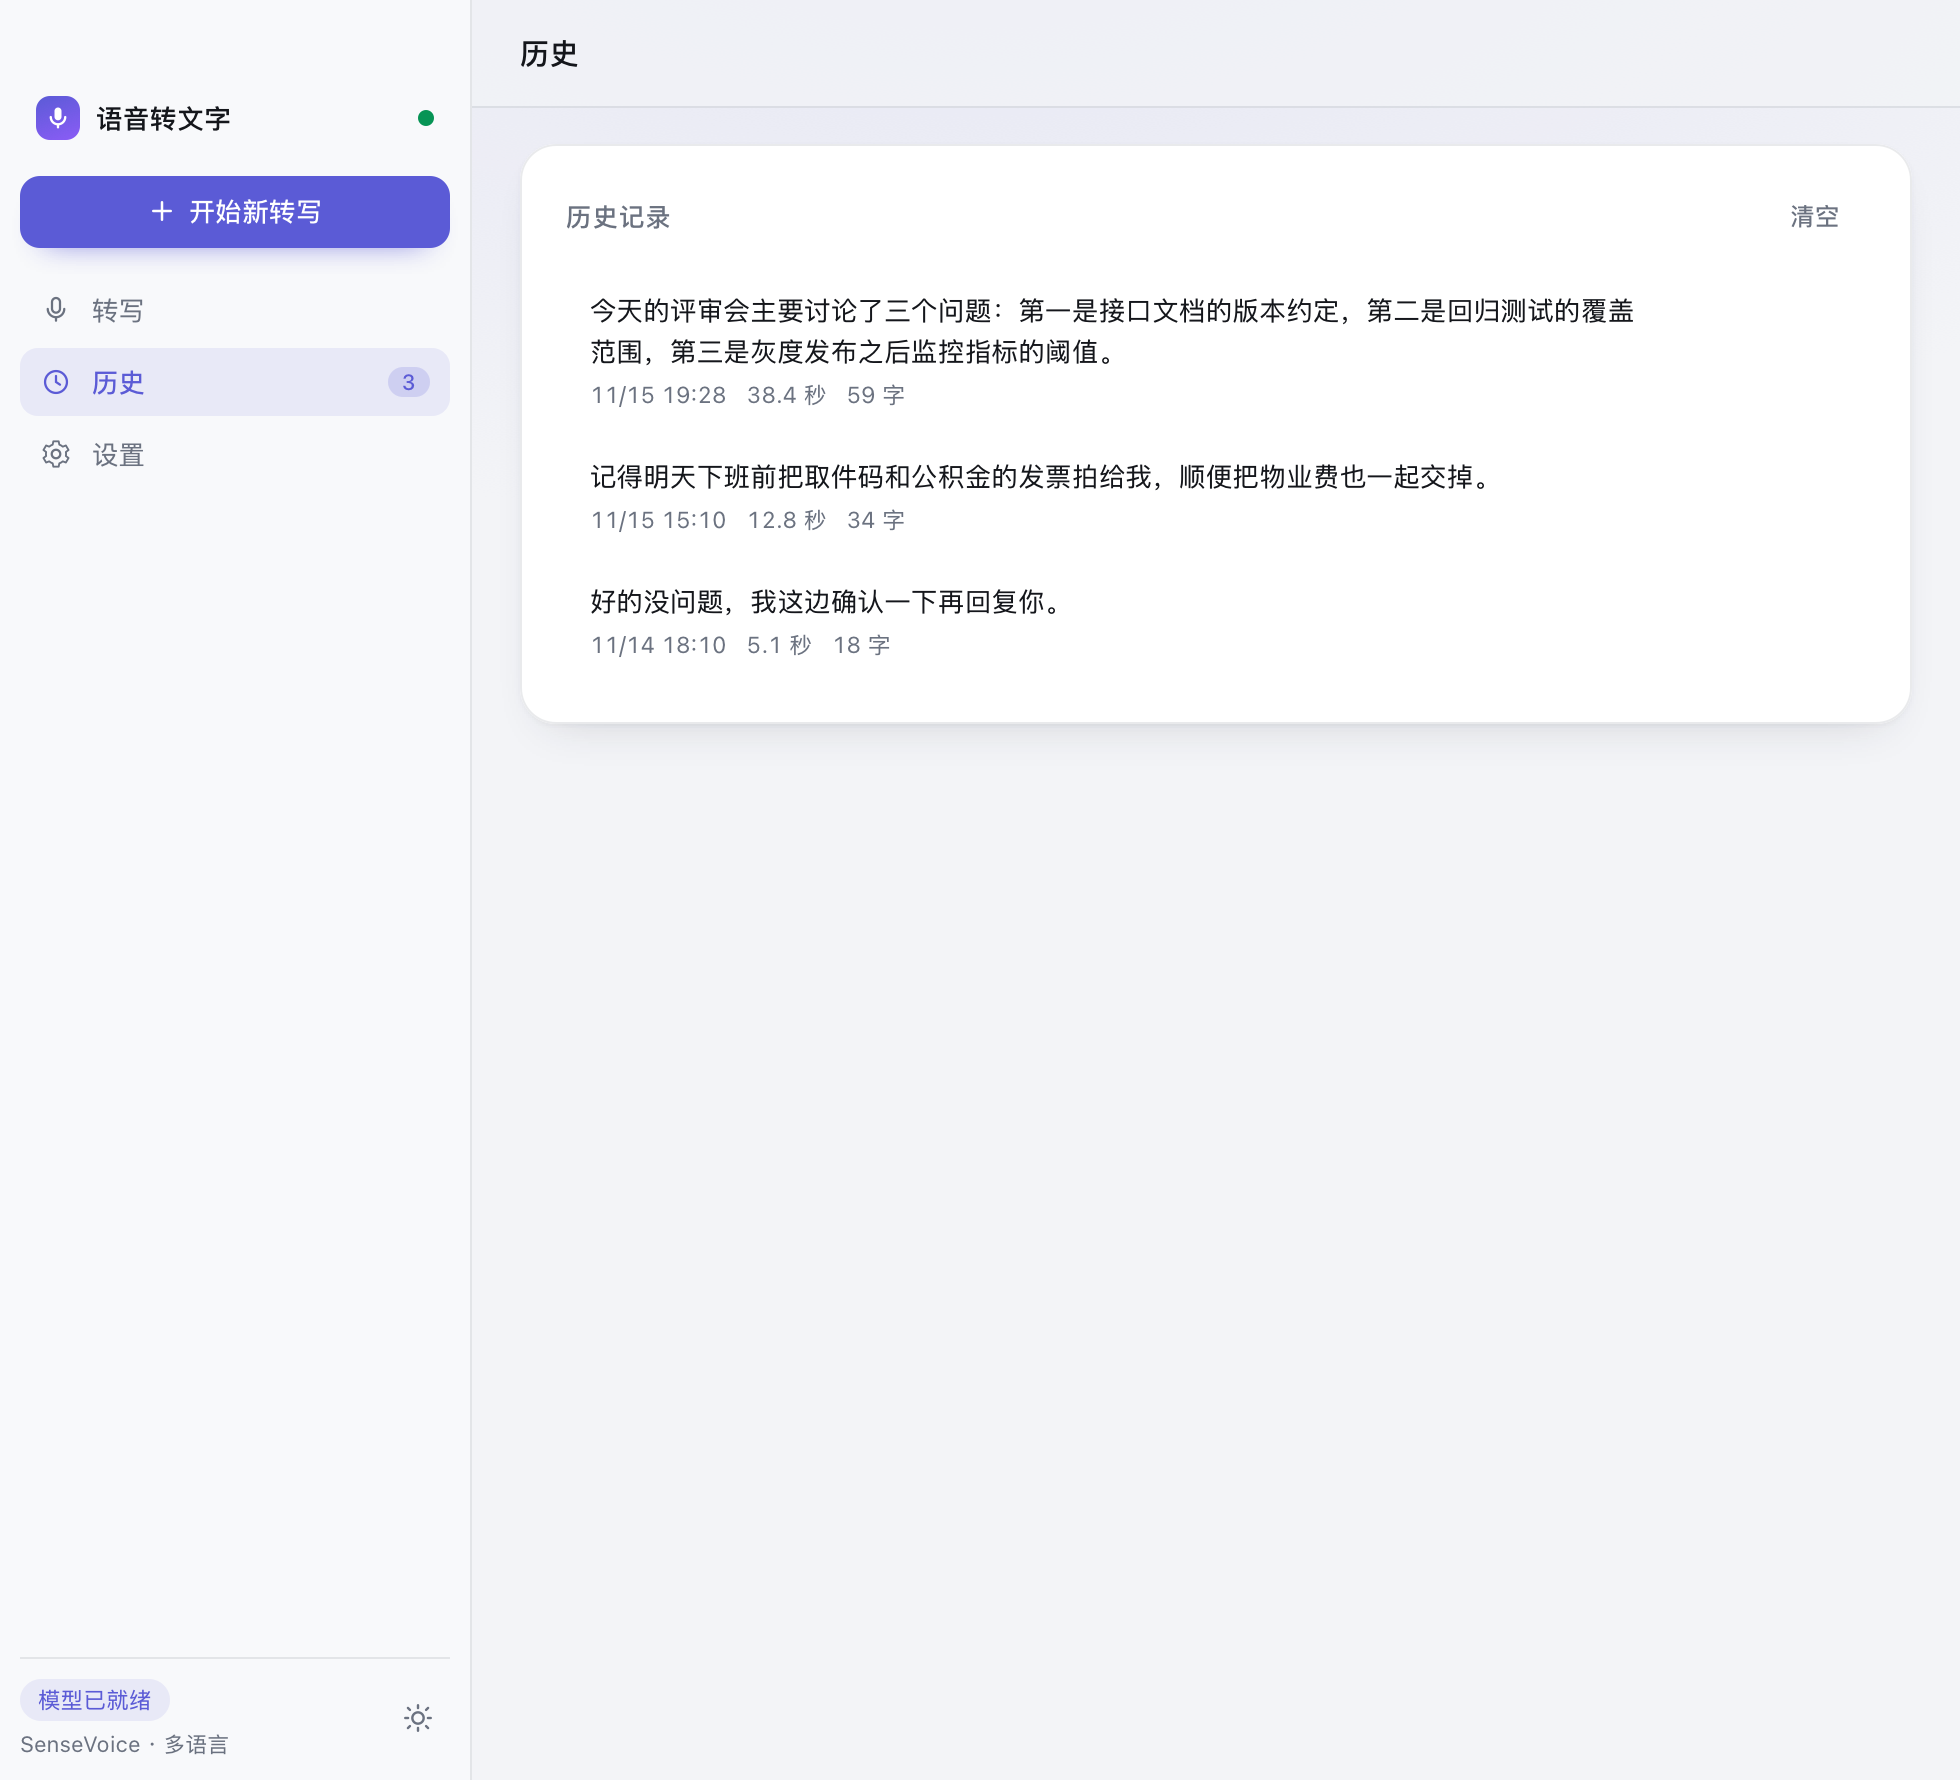 语音转文字
开始新转写
转写
历史 3
设置
模型已就绪
SenseVoice · 多语言
历史
历史记录
清空
今天的评审会主要讨论了三个问题：第一是接口文档的版本约定，第二是回归测试的覆盖
范围，第三是灰度发布之后监控指标的阈值。
11/15 19:28 38.4 秒 59 字
记得明天下班前把取件码和公积金的发票拍给我，顺便把物业费也一起交掉。
11/15 15:10 12.8 秒 34 字
好的没问题，我这边确认一下再回复你。
11/14 18:10 5.1 秒 18 字